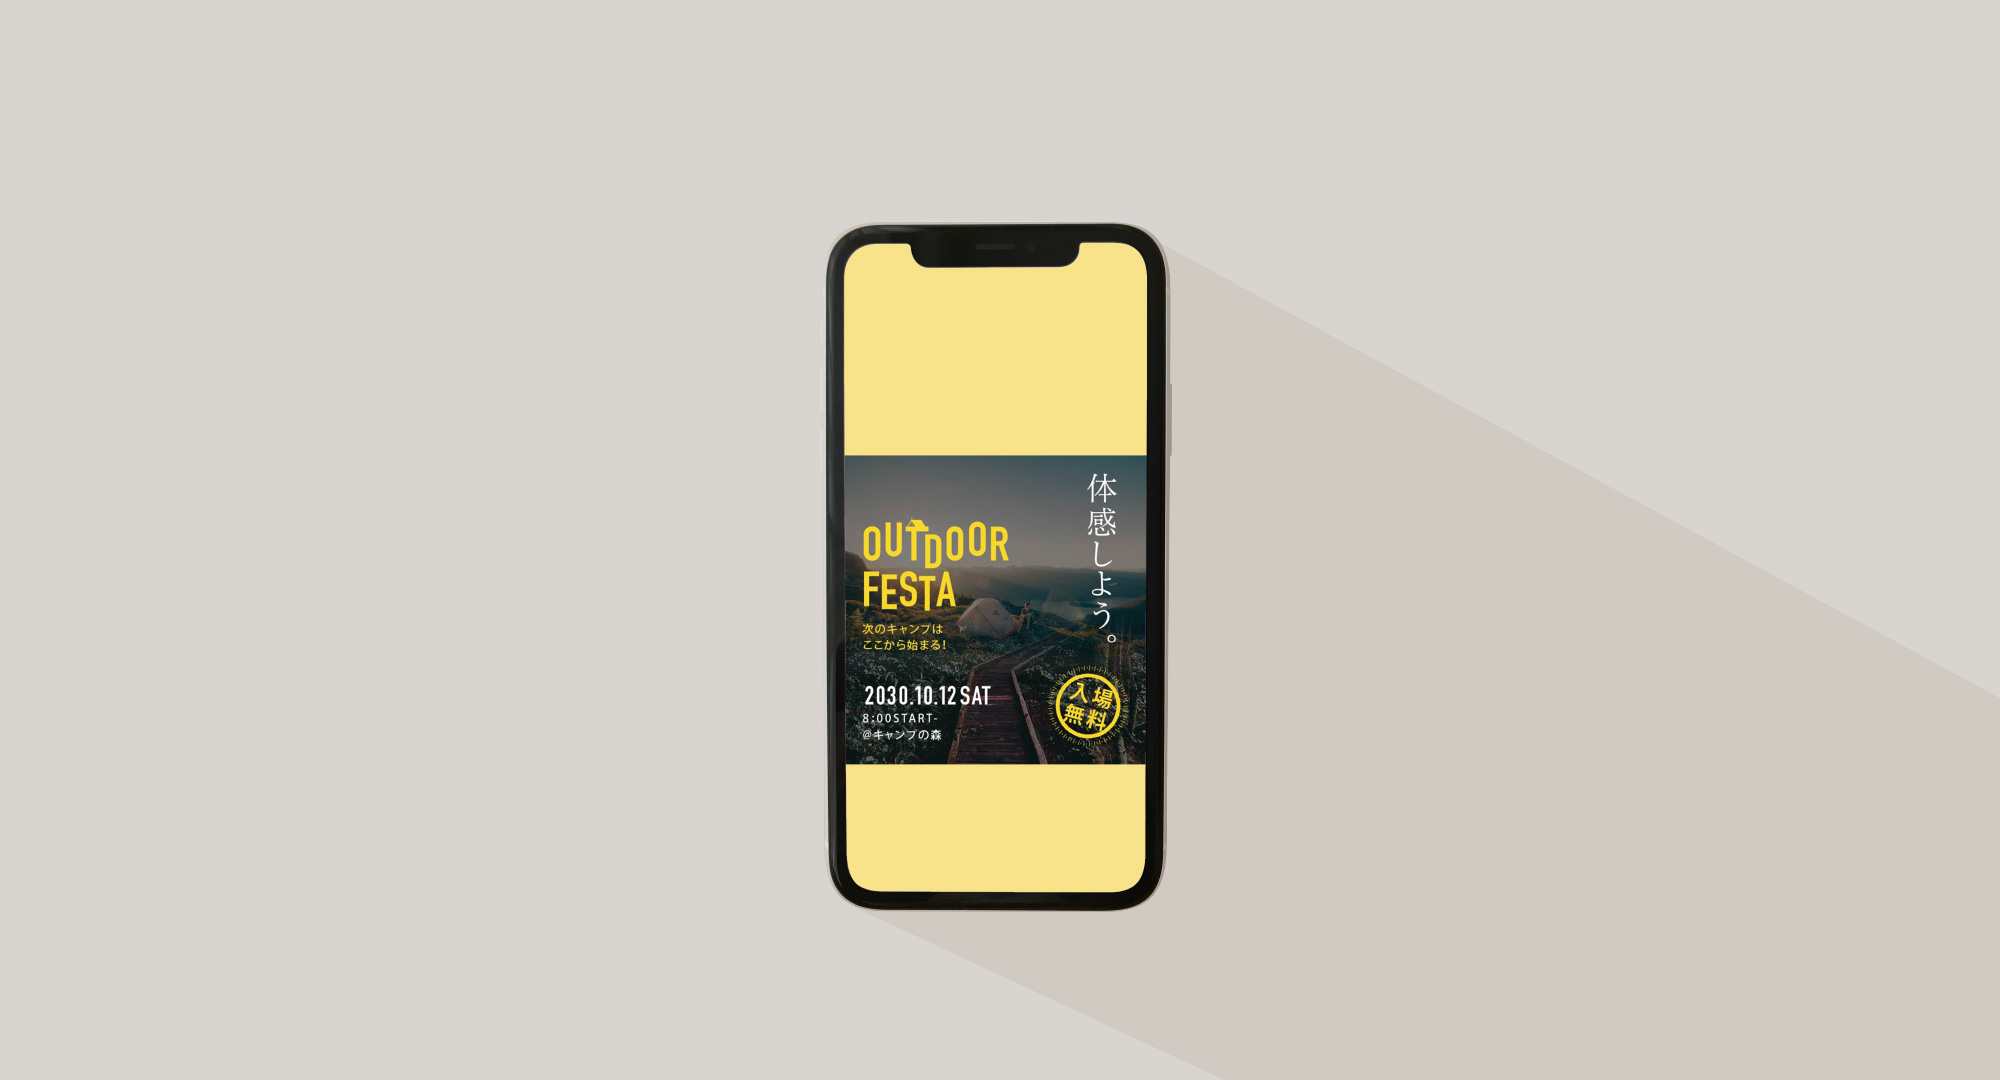 体感しよう。
OUTDOOR
FESTA
次のキャンプは
ここから始まる!
2030.10.12 SAT
8:00START-
@キャンプの森
入場
無料